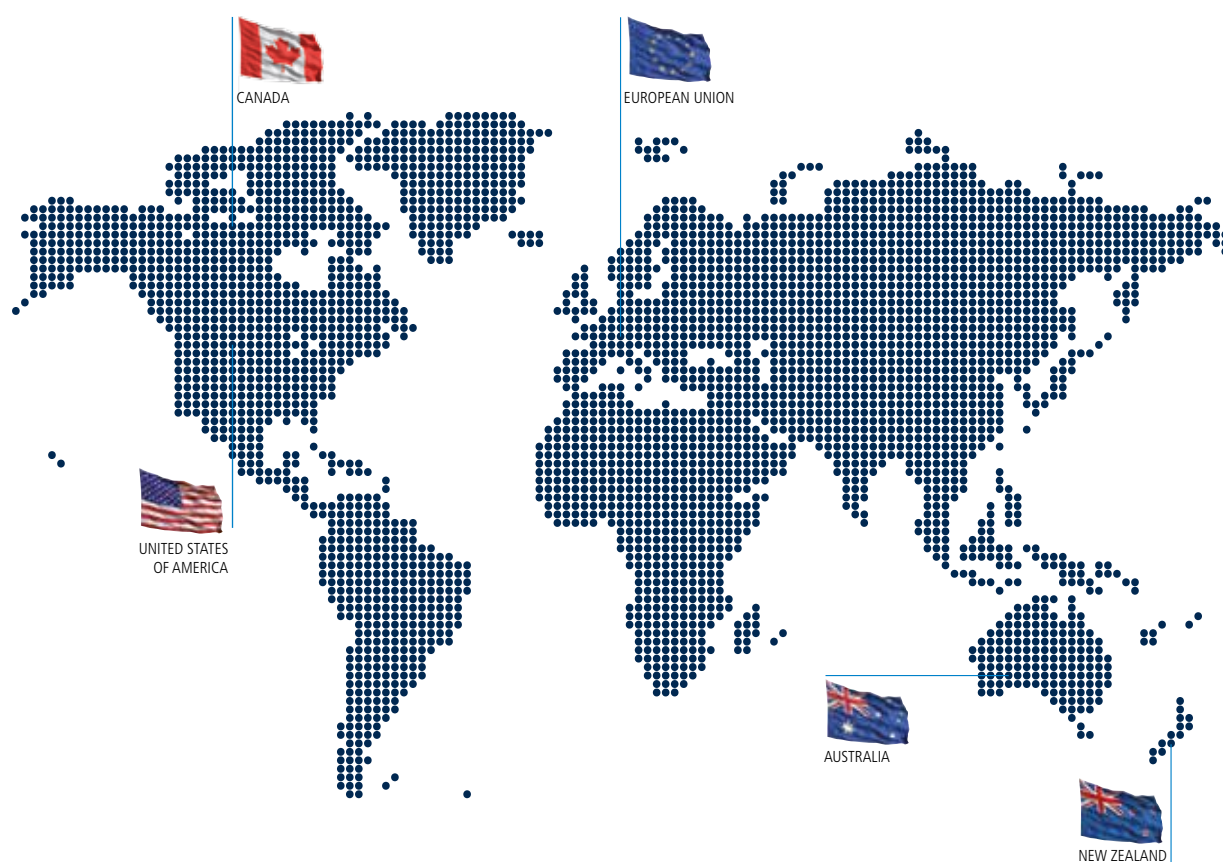 CANADA
EUROPEAN UNION
UNITED STATES
OF AMERICA
AUSTRALIA
NEW ZEALAND